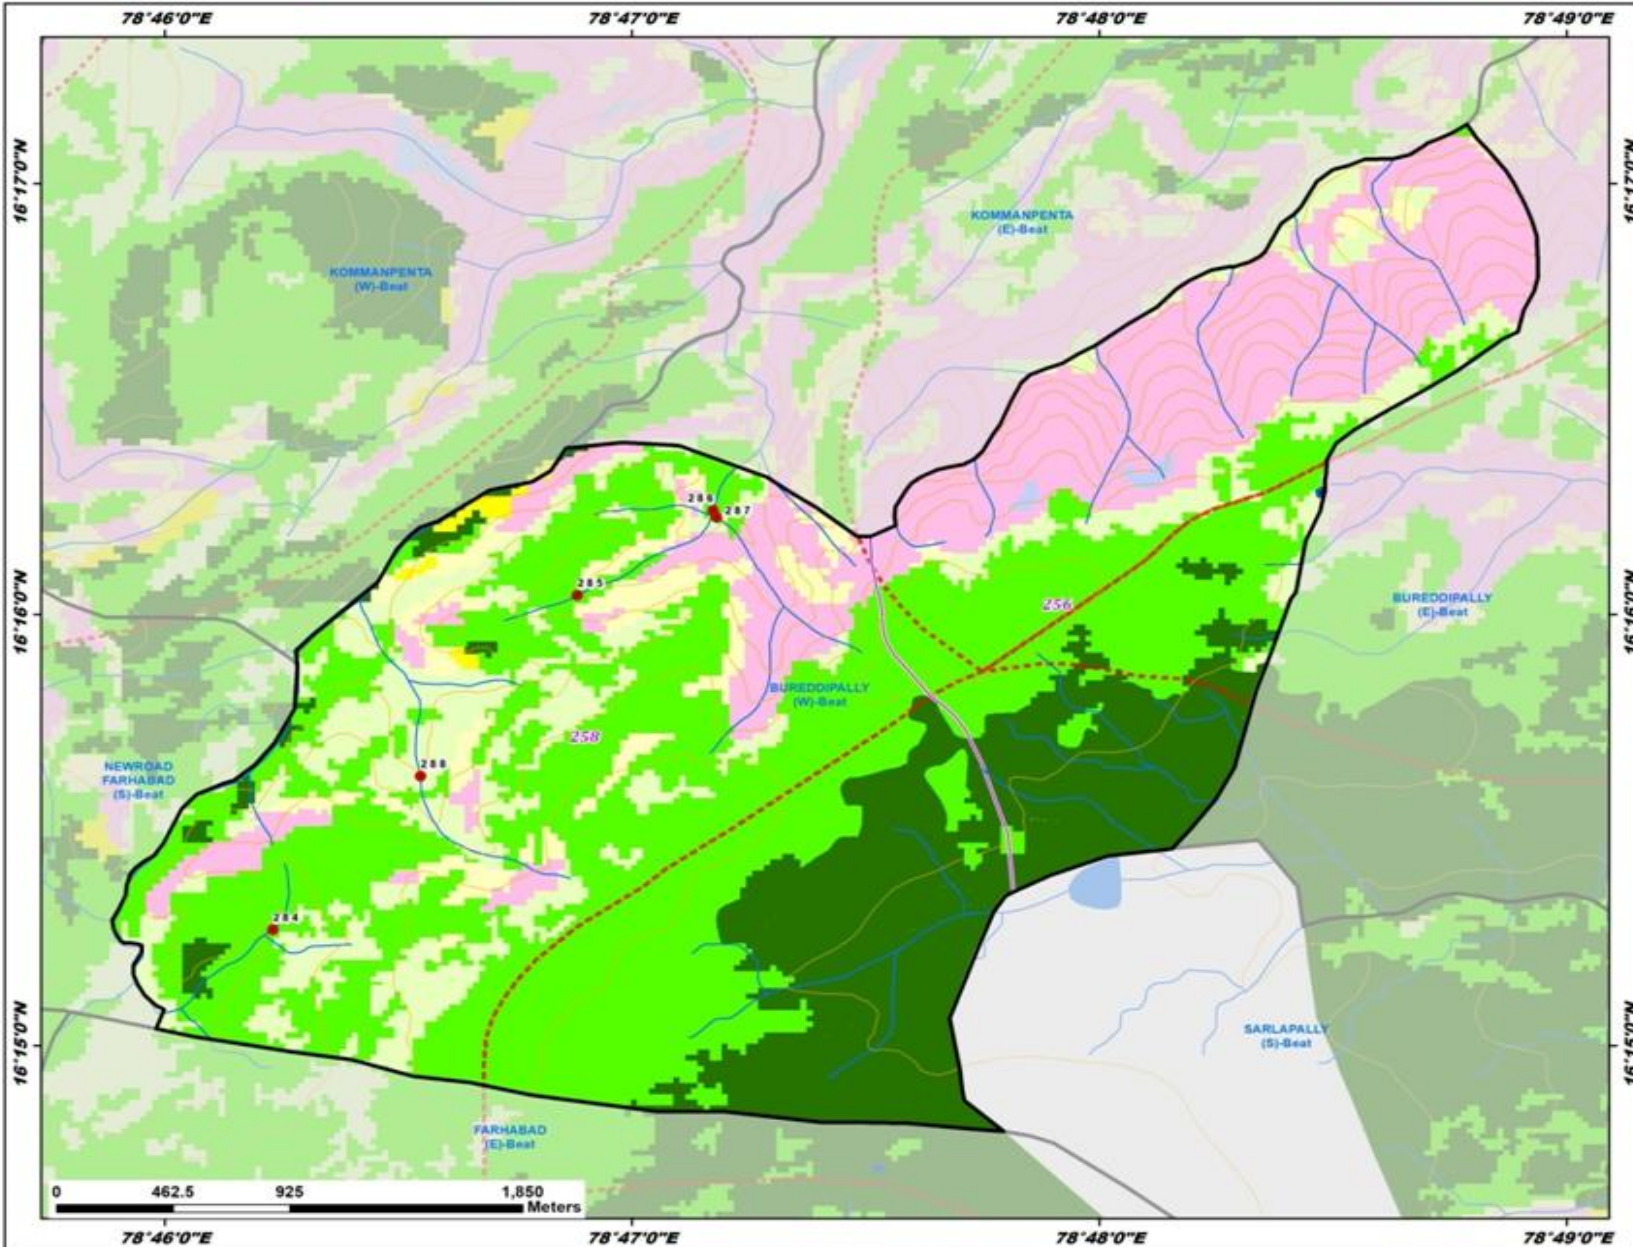 78°46'0"E
78°47'0"E
78°48'0"E
78°49'0"E
16°17'0"N
16°17'0"N
KOMMANPENTA
(E)-Beat
KOMMANPENTA
(W)-Beat
286
287
285
256
16°16'0"N
16°16'0"N
BUREDDIPALLY
(E)-Beat
BUREDDIPALLY
(W)-Beat
258
288
NEWROAD
FARHABAD
(S)-Beat
284
SARLAPALLY
(S)-Beat
16°15'0"N
16°15'0"N
FARHABAD
(E)-Beat
0
462.5
925
1,850
Meters
78°46'0"E
78°47'0"E
78°48'0"E
78°49'0"E